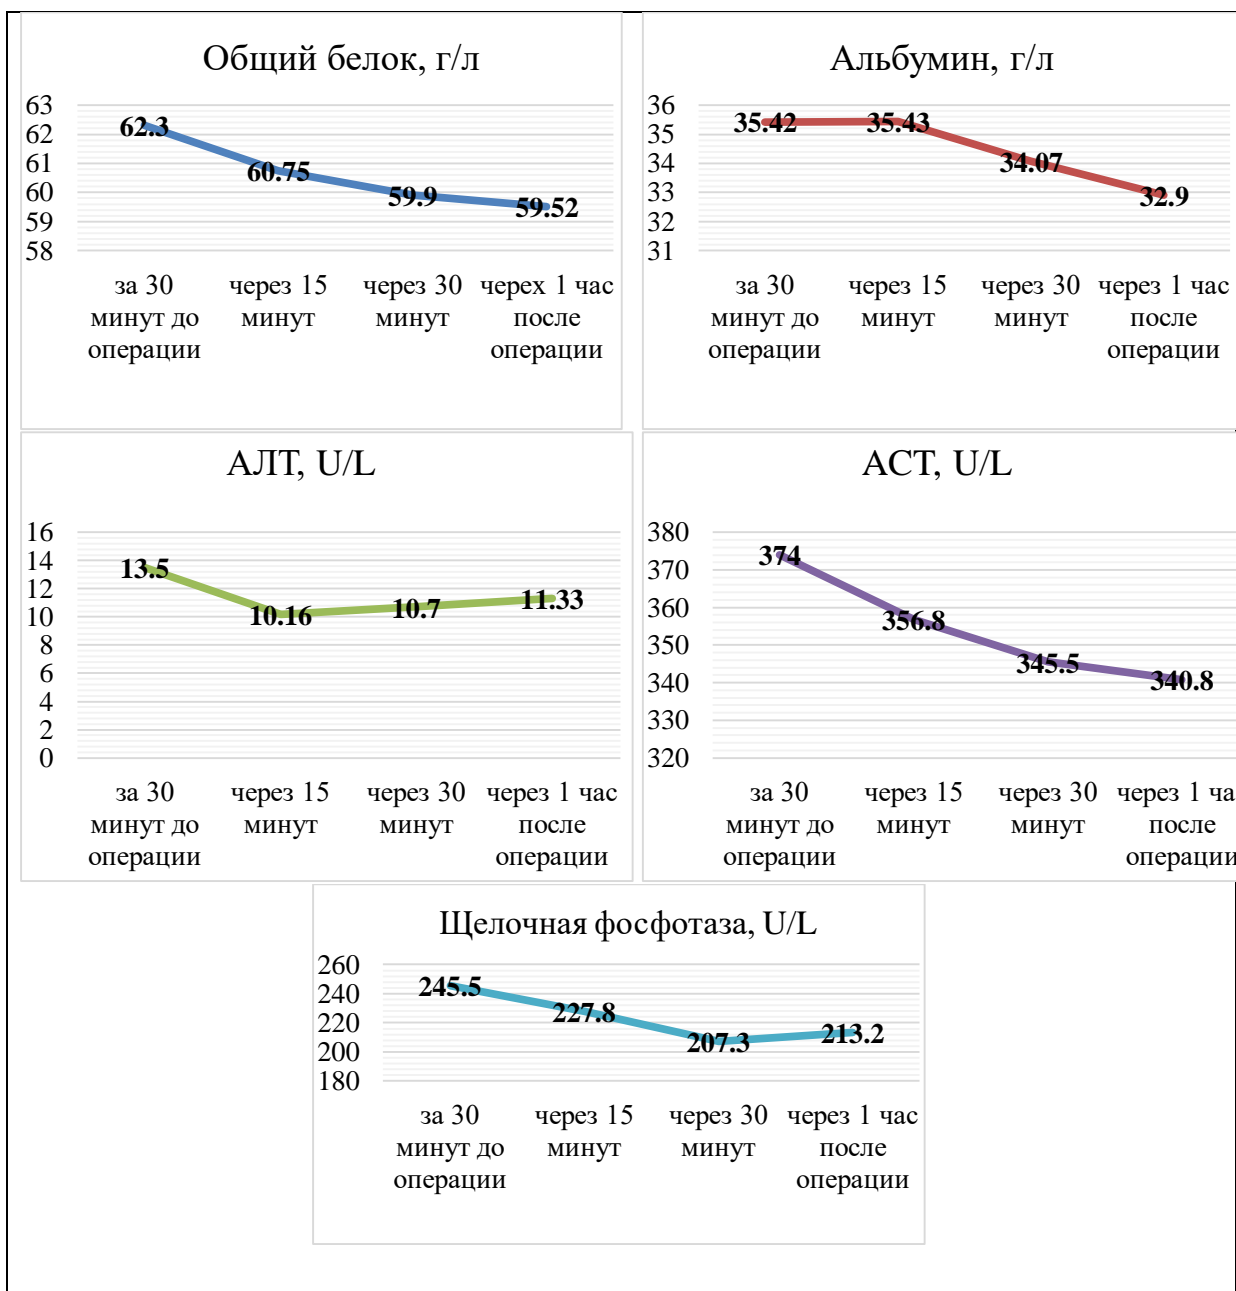 Общий белок, г/л
63
62
61
60
59
58
62.3
60.75
59.9
59.52
за 30
минут до
операции
через 15
минут
через 30
минут
черех 1 час
после
операции
Альбумин, г/л
36
35
34
33
32
31
35.42
35.43
34.07
32.9
за 30
минут до
операции
через 15
минут
через 30
минут
через 1 час
после
операции
АЛТ, U/L
16
14
12
10
8
6
4
2
0
13.5
10.16
10.7
11.33
за 30
минут до
операции
через 15
минут
через 30
минут
через 1 час
после
операции
АСТ, U/L
380
370
360
350
340
330
320
374
356.8
345.5
340.8
за 30
минут до
операции
через 15
минут
через 30
минут
через 1 час
после
операции
Щелочная фосфотаза, U/L
260
240
220
200
180
245.5
227.8
207.3
213.2
за 30
минут до
операции
через 15
минут
через 30
минут
через 1 час
после
операции